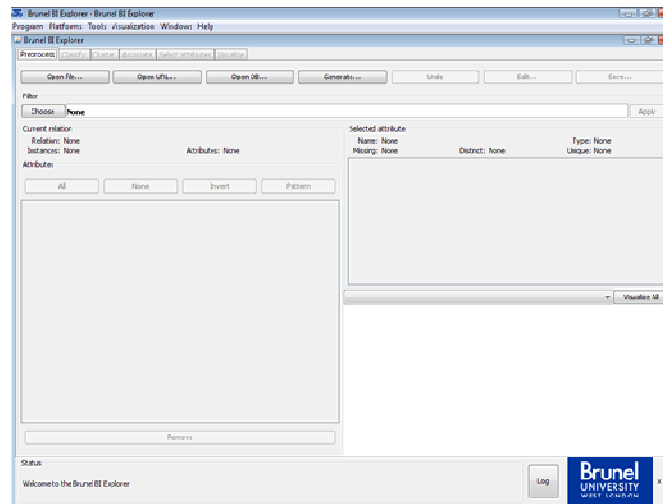 Brunel BI Explorer - Brunel BI Explorer
Program Platforms Tools Visualization Windows Help
Brunel BI Explorer
Preprocess Classify Cluster Associate Select attributes Visualize
Open file... Open URL... Open DB... Generate... Undo Edit... Save...
Filter
Choose None Apply
Current relation
Relation: None
Instances: None Attributes: None
Attributes
All None Invert Pattern
Remove
Selected attribute
Name: None Type: None
Missing: None Distinct: None Unique: None
Visualize All
Status
Welcome to the Brunel BI Explorer
Log
Brunel
UNIVERSITY
WEST LONDON
x